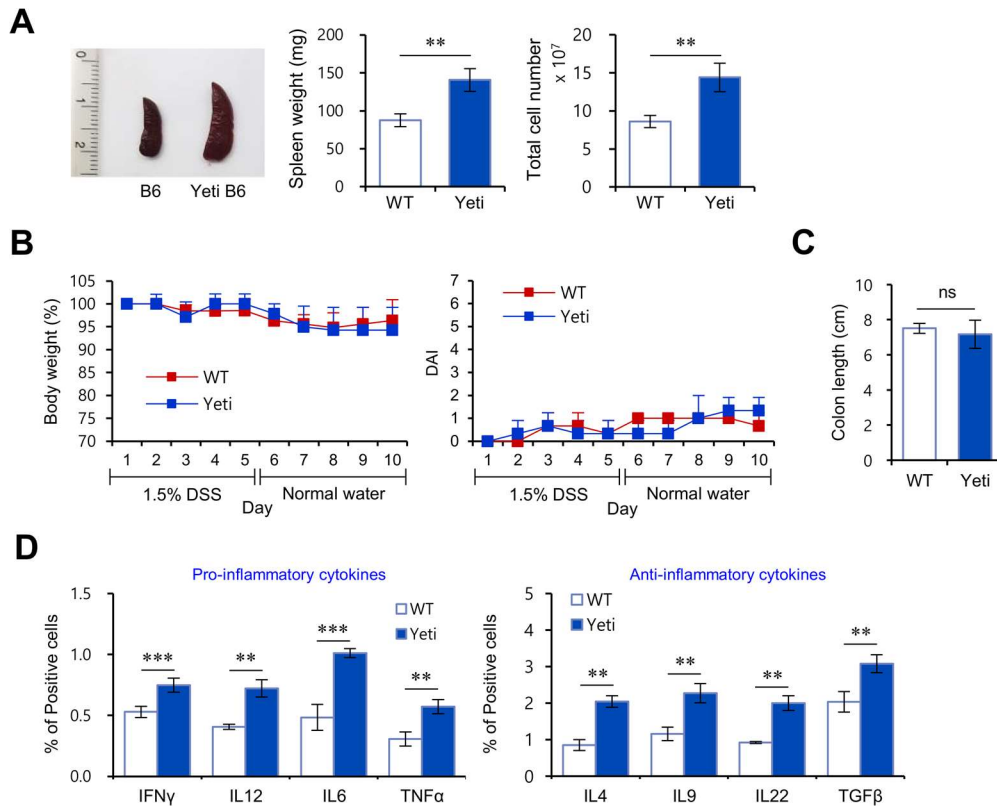 A
0
1
2
B6 Yeti B6
Spleen weight (mg)
200
150
100
50
0
**
WT Yeti
Total cell number
x 10⁷
20
15
10
5
0
**
WT Yeti
B
Body weight (%)
105
100
95
90
85
80
75
70
WT
Yeti
1 2 3 4 5 6 7 8 9 10
1.5% DSS Normal water
Day
DAI
7
6
5
4
3
2
1
0
WT
Yeti
1 2 3 4 5 6 7 8 9 10
1.5% DSS Normal water
Day
C
Colon length (cm)
8
6
4
2
0
ns
WT Yeti
D
Pro-inflammatory cytokines
% of Positive cells
1.5
1.0
0.5
0.0
WT
Yeti
*** ** *** **
IFNγ IL12 IL6 TNFα
Anti-inflammatory cytokines
% of Positive cells
5
4
3
2
1
0
WT
Yeti
** ** ** **
IL4 IL9 IL22 TGFβ